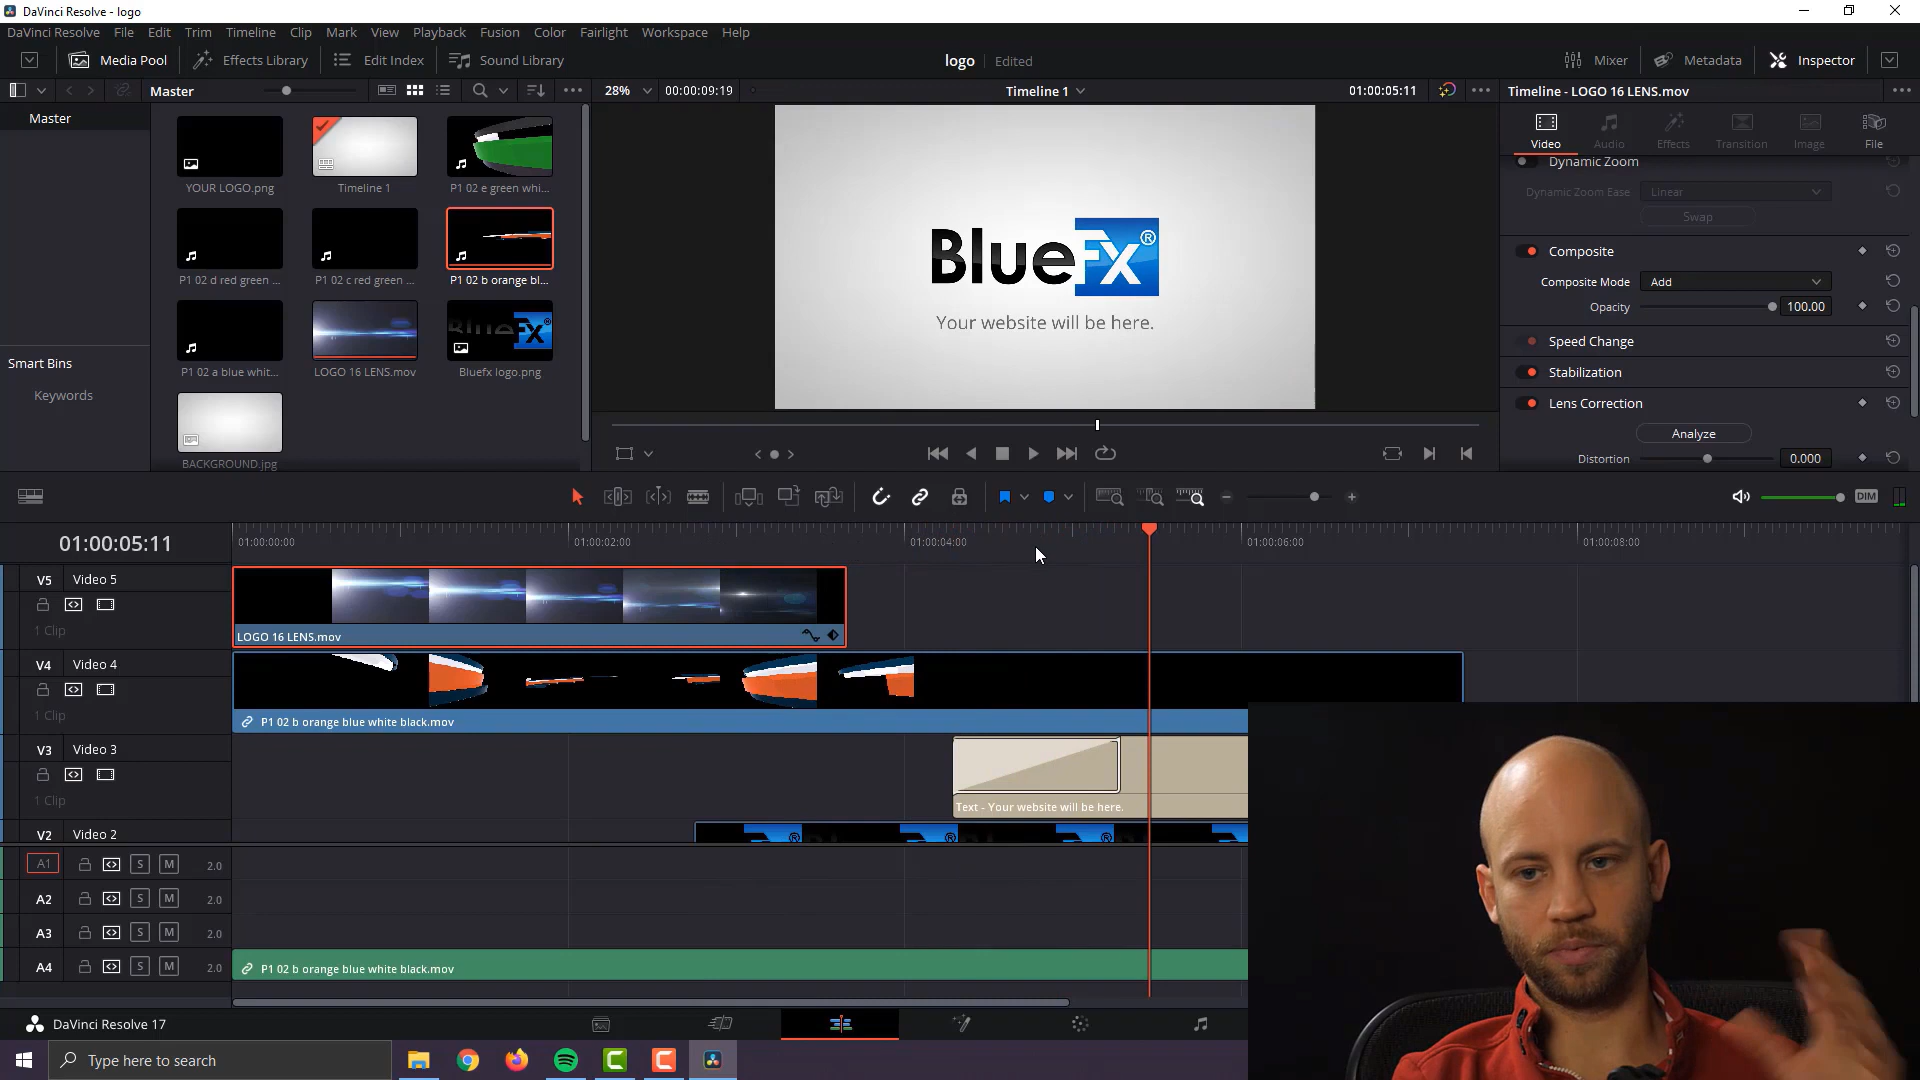 DaVinci Resolve - logo
DaVinci Resolve File Edit Trim Timeline Clip Mark View Playback Fusion Color Fairlight Workspace Help
Media Pool Effects Library Edit Index Sound Library logo Edited Mixer Metadata Inspector
Master 28% 00:00:09:19 Timeline 1 01:00:05:11 Timeline - LOGO 16 LENS.mov
Master
Video Audio Effects Transition Image File
YOUR LOGO.png Timeline 1 P1 02 e green whi...
P1 02 d red green ... P1 02 c red green ... P1 02 b orange bl...
P1 02 a blue whit... LOGO 16 LENS.mov Bluefx logo.png
BACKGROUND.jpg
Smart Bins
Keywords
BlueFx®
Your website will be here.
Dynamic Zoom
Dynamic Zoom Ease Linear
Swap
Composite
Composite Mode Add
Opacity 100.00
Speed Change
Stabilization
Lens Correction
Analyze
Distortion 0.000
DIM
01:00:05:11 01:00:00:00 01:00:02:00 01:00:04:00 01:00:06:00 01:00:08:00
V5 Video 5
1 Clip
LOGO 16 LENS.mov
V4 Video 4
1 Clip
P1 02 b orange blue white black.mov
V3 Video 3
1 Clip
Text - Your website will be here.
V2 Video 2
A1 S M 2.0
A2 S M 2.0
A3 S M 2.0
A4 S M 2.0
P1 02 b orange blue white black.mov
DaVinci Resolve 17
Type here to search